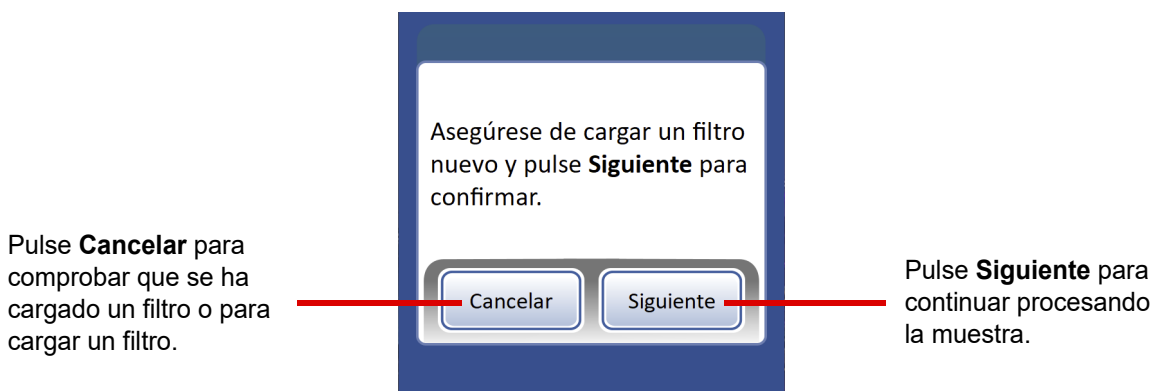 Asegúrese de cargar un filtro
nuevo y pulse Siguiente para
confirmar.
Pulse Cancelar para
comprobar que se ha
cargado un filtro o para
cargar un filtro.
Cancelar
Siguiente
Pulse Siguiente para
continuar procesando
la muestra.